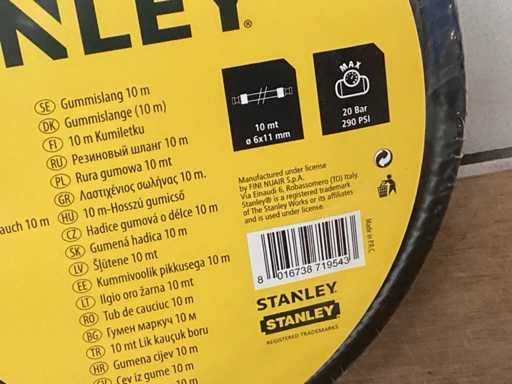 NLEY®
SE Gummislang 10 m
DK Gummislange (10 m)
FI 10 m Kumiletku
RU Резиновый шланг 10 m
PL Rura gumowa 10 mt
GR Λαστιχένιος σωλήνας 10 m.
auch 10 m HU 10 m-Hosszú gumicső
10 m CZ Hadice gumová o délce 10 m
SK Gumená hadica 10 m
LV Šļūtene 10 mt
EE Kummivoolik pikkusega 10 m
LT Ilgio oro žarna 10 mt
RO Tub de cauciuc 10 m
BG Гумен маркуч 10 м
TR 10 mt Lik kauçuk boru
HR Gumena cijev 10 m
Cev iz gume 10 m
10 mt
ø 6x11 mm
MAX
20 Bar
290 PSI
Manufactured under license
by FINI NUAIR S.p.A.
Via Einaudi 6, Robassomero (TO) Italy.
Stanley® is a registered trademark
of The Stanley Works or its affiliates
and is used under license.
Made in P.R.C.
8 016738 719543
STANLEY
STANLEY
REGISTERED TRADEMARKS